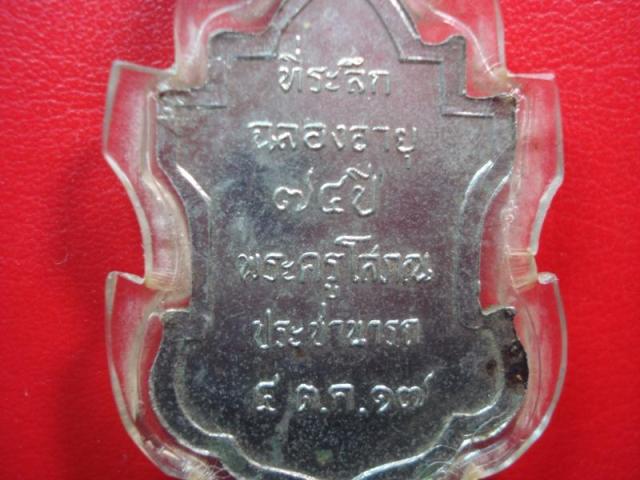 ที่ระลึก
ฉลองอายุ
๗๔ปี
พระครูโสภณ
ประชานารถ
๔ ต.ค.๑๗